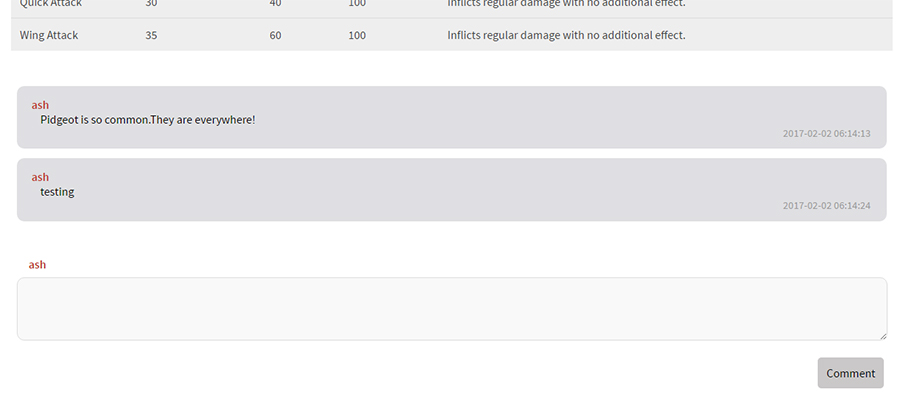 Quick Attack 30 40 100 Inflicts regular damage with no additional effect.
Wing Attack 35 60 100 Inflicts regular damage with no additional effect.
ash
Pidgeot is so common.They are everywhere!
2017-02-02 06:14:13
ash
testing
2017-02-02 06:14:24
ash
Comment